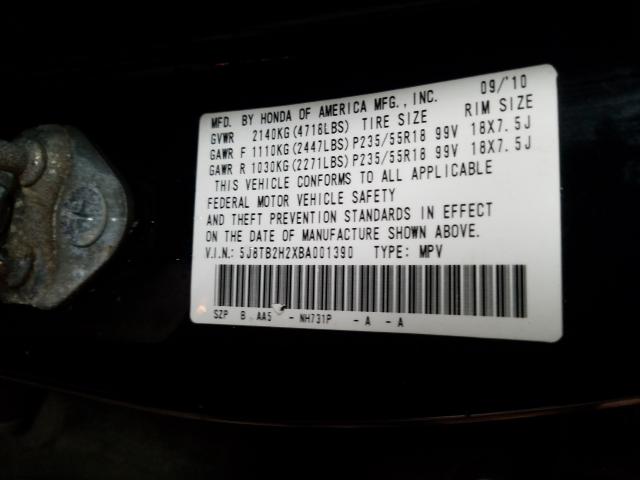 MFD. BY HONDA OF AMERICA MFG., INC. 09/'10
GVWR 2140KG(4718LBS) TIRE SIZE RIM SIZE
GAWR F 1110KG(2447LBS)P235/55R18 99V 18X7.5J
GAWR R 1030KG(2271LBS)P235/55R18 99V 18X7.5J
THIS VEHICLE CONFORMS TO ALL APPLICABLE
FEDERAL MOTOR VEHICLE SAFETY
AND THEFT PREVENTION STANDARDS IN EFFECT
ON THE DATE OF MANUFACTURE SHOWN ABOVE.
V.I.N.: 5J8TB2H2XBA001390 TYPE: MPV
SZP B AA5 - NH731P - A - A